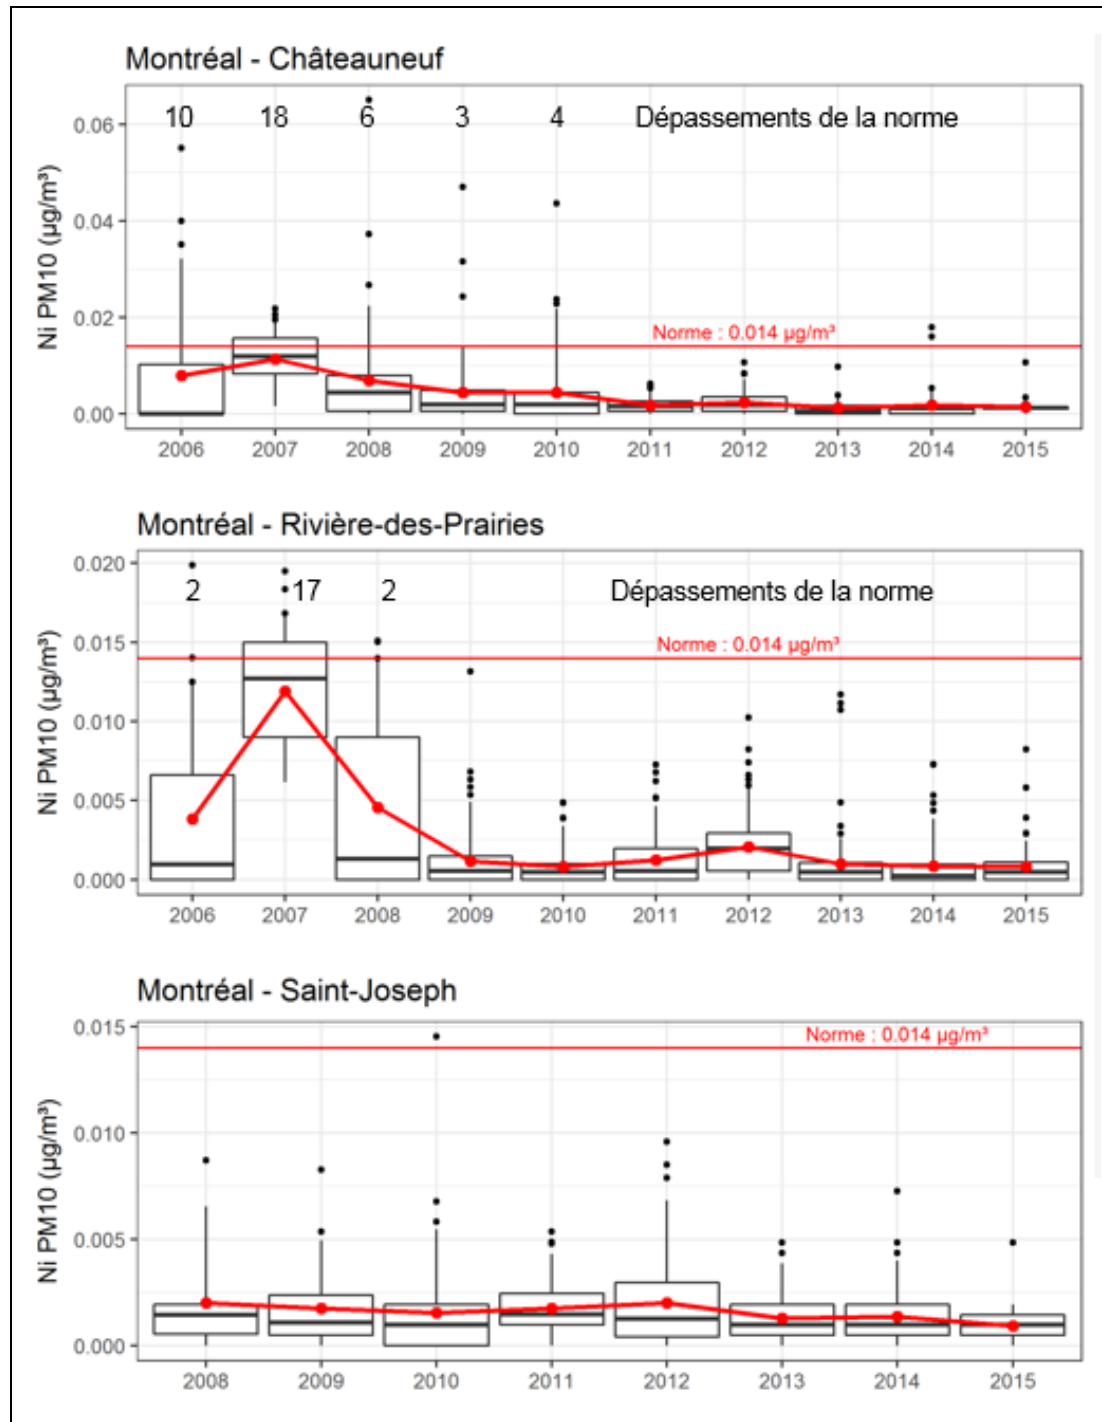 Montréal - Châteauneuf
10 18 6 3 4 Dépassements de la norme
0.06
Ni PM10 (µg/m³)
0.04
0.02
Norme : 0.014 µg/m³
0.00
2006 2007 2008 2009 2010 2011 2012 2013 2014 2015
Montréal - Rivière-des-Prairies
0.020
2 17 2 Dépassements de la norme
Ni PM10 (µg/m³)
0.015
Norme : 0.014 µg/m³
0.010
0.005
0.000
2006 2007 2008 2009 2010 2011 2012 2013 2014 2015
Montréal - Saint-Joseph
0.015
Norme : 0.014 µg/m³
Ni PM10 (µg/m³)
0.010
0.005
0.000
2008 2009 2010 2011 2012 2013 2014 2015